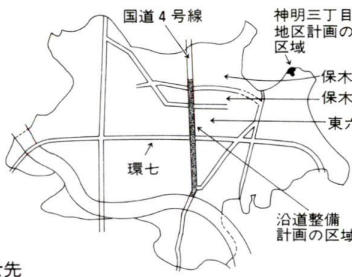 国道4号線
神明三丁目
地区計画の
区域
保木
保木
東六
環七
沿道整備
計画の区域
先